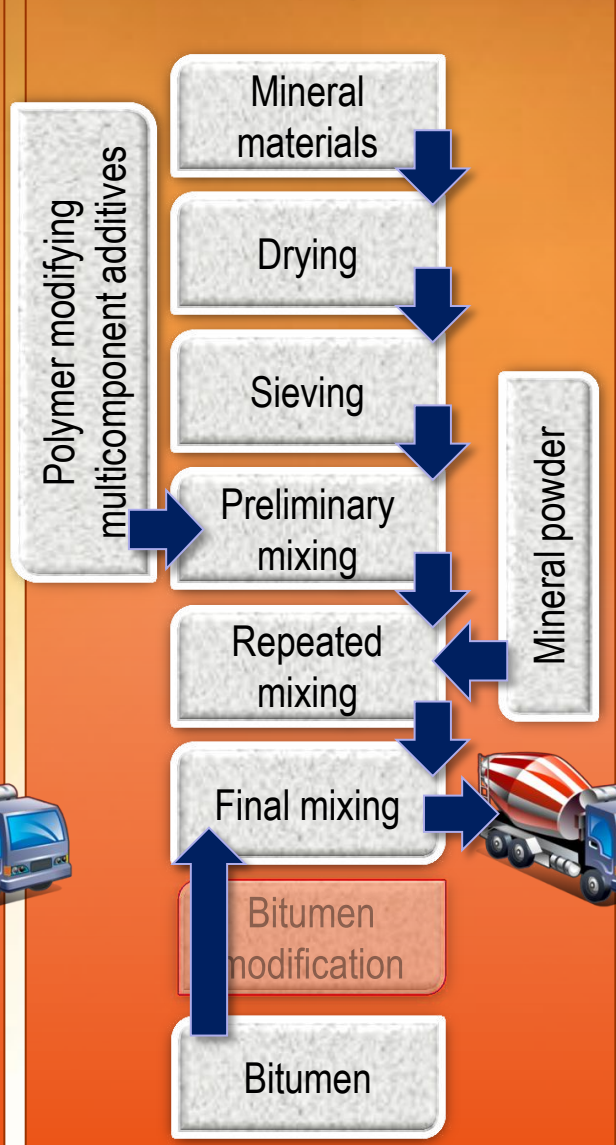 Mineral
materials
Polymer modifying
multicomponent additives
Drying
Sieving
Preliminary
mixing
Mineral powder
Repeated
mixing
Final mixing
Bitumen
modification
Bitumen